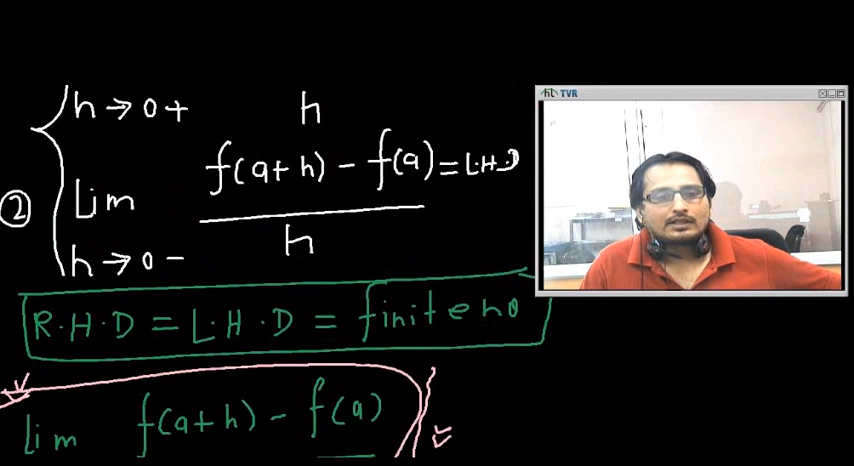 h → 0 + h
f(a+h) - f(a) = L.H.D
②
Lim
h → 0 - h
R.H.D = L.H.D = finite no
lim f(a+h) - f(a)
TVR